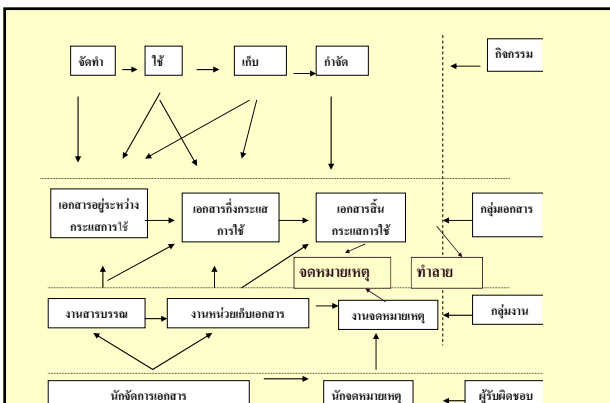 จัดทำ
ใช้
เก็บ
กำจัด
กิจกรรม
เอกสารอยู่ระหว่าง
กระแสการใช้
เอกสารกึ่งกระแส
การใช้
เอกสารสิ้น
กระแสการใช้
กลุ่มเอกสาร
จดหมายเหตุ
ทำลาย
งานสารบรรณ
งานหน่วยเก็บเอกสาร
งานจดหมายเหตุ
กลุ่มงาน
นักจัดการเอกสาร
นักจดหมายเหตุ
ผู้รับผิดชอบ